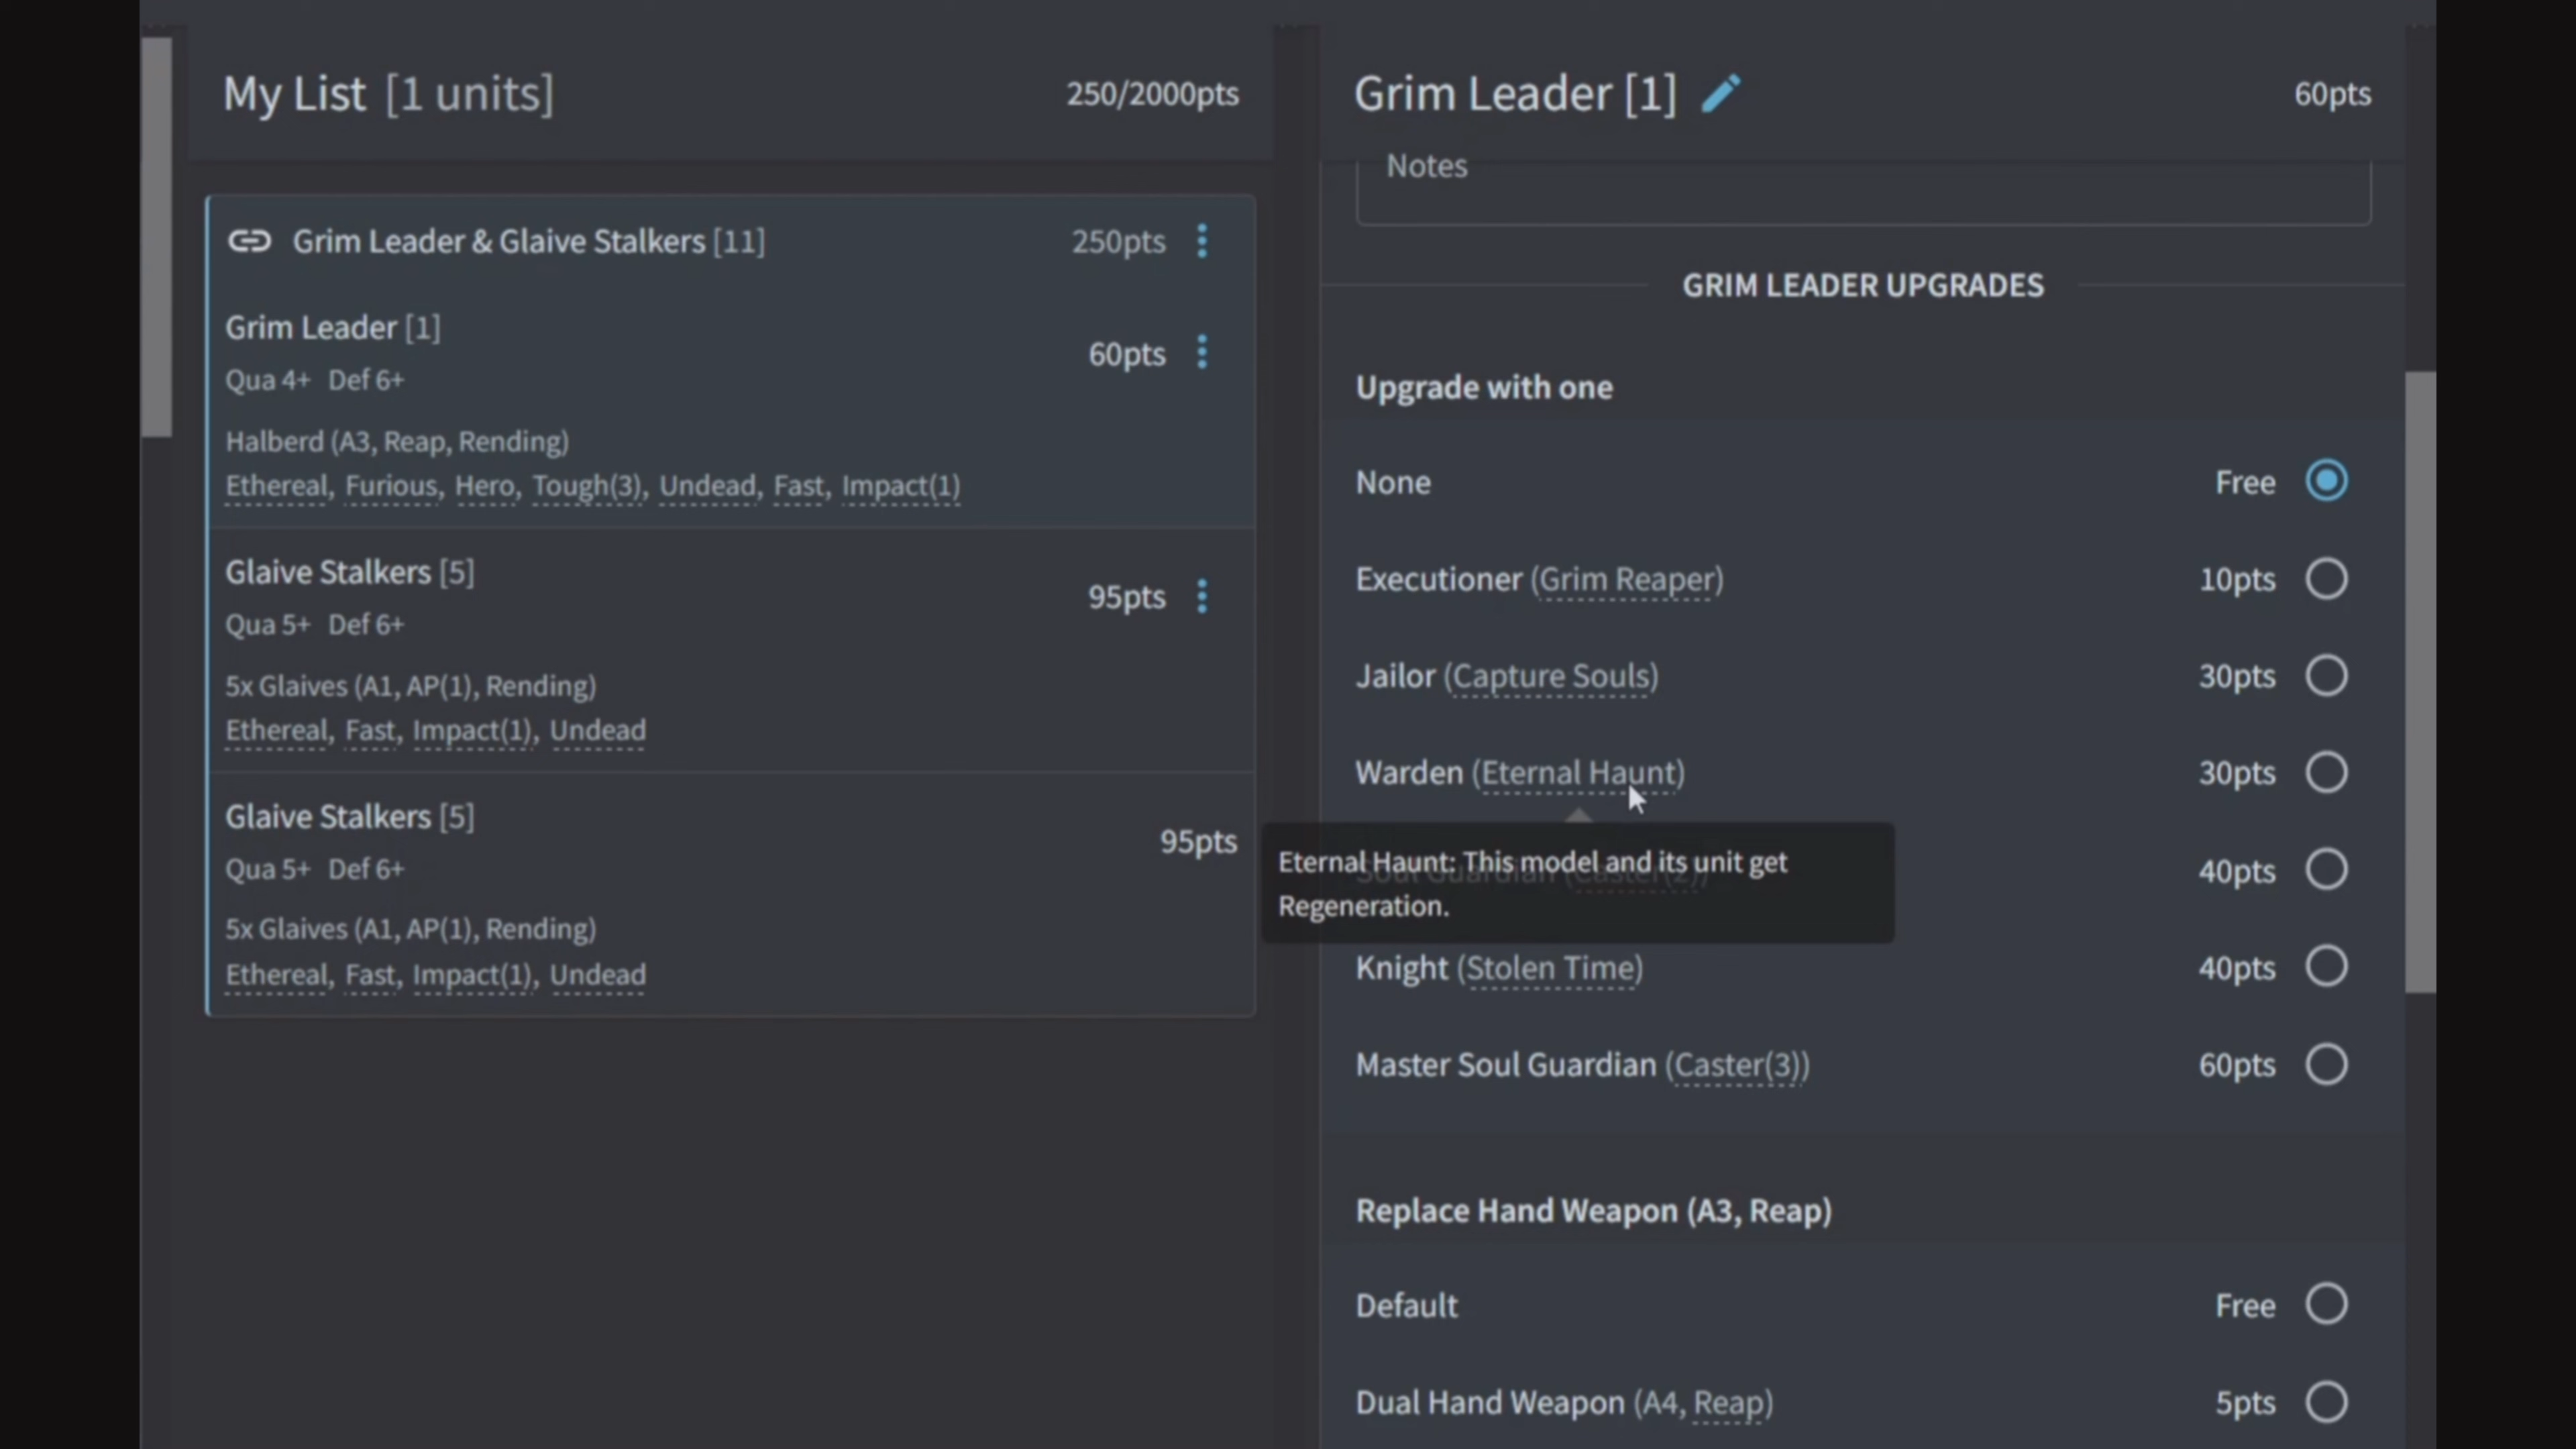 My List [1 units]
250/2000pts
Grim Leader & Glaive Stalkers [11]
250pts
Grim Leader [1]
60pts
Qua 4+ Def 6+
Halberd (A3, Reap, Rending)
Ethereal, Furious, Hero, Tough(3), Undead, Fast, Impact(1)
Glaive Stalkers [5]
95pts
Qua 5+ Def 6+
5x Glaives (A1, AP(1), Rending)
Ethereal, Fast, Impact(1), Undead
Glaive Stalkers [5]
95pts
Qua 5+ Def 6+
5x Glaives (A1, AP(1), Rending)
Ethereal, Fast, Impact(1), Undead
Grim Leader [1]
60pts
Notes
GRIM LEADER UPGRADES
Upgrade with one
None Free
Executioner (Grim Reaper) 10pts
Jailor (Capture Souls) 30pts
Warden (Eternal Haunt) 30pts
Eternal Haunt: This model and its unit get
Regeneration.
Soul Guardian (Caster(2)) 40pts
Knight (Stolen Time) 40pts
Master Soul Guardian (Caster(3)) 60pts
Replace Hand Weapon (A3, Reap)
Default Free
Dual Hand Weapon (A4, Reap) 5pts